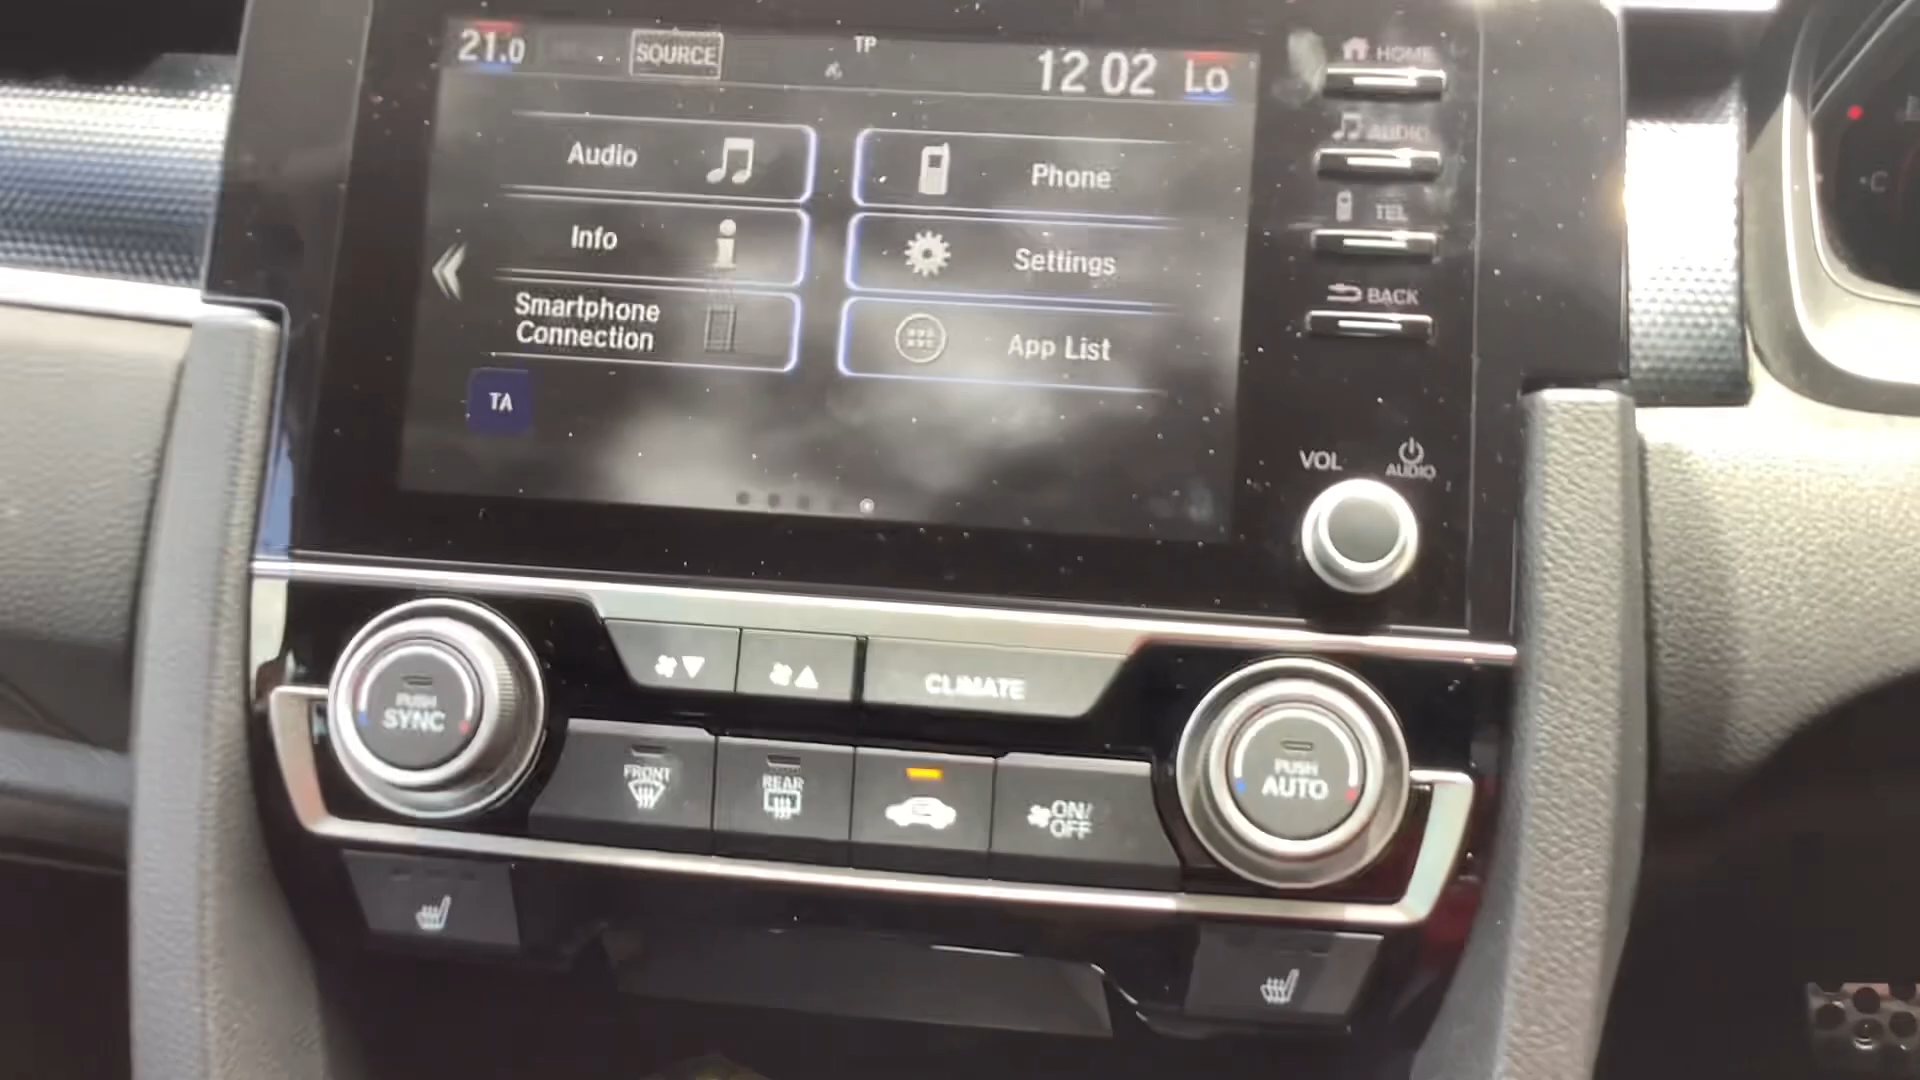 21.0
SOURCE
TP
12 02
Lo
Audio
Phone
Info
Settings
Smartphone
Connection
App List
TA
HOME
AUDIO
TEL
BACK
VOL
AUDIO
CLIMATE
PUSH
SYNC
FRONT
REAR
ON/
OFF
PUSH
AUTO
C